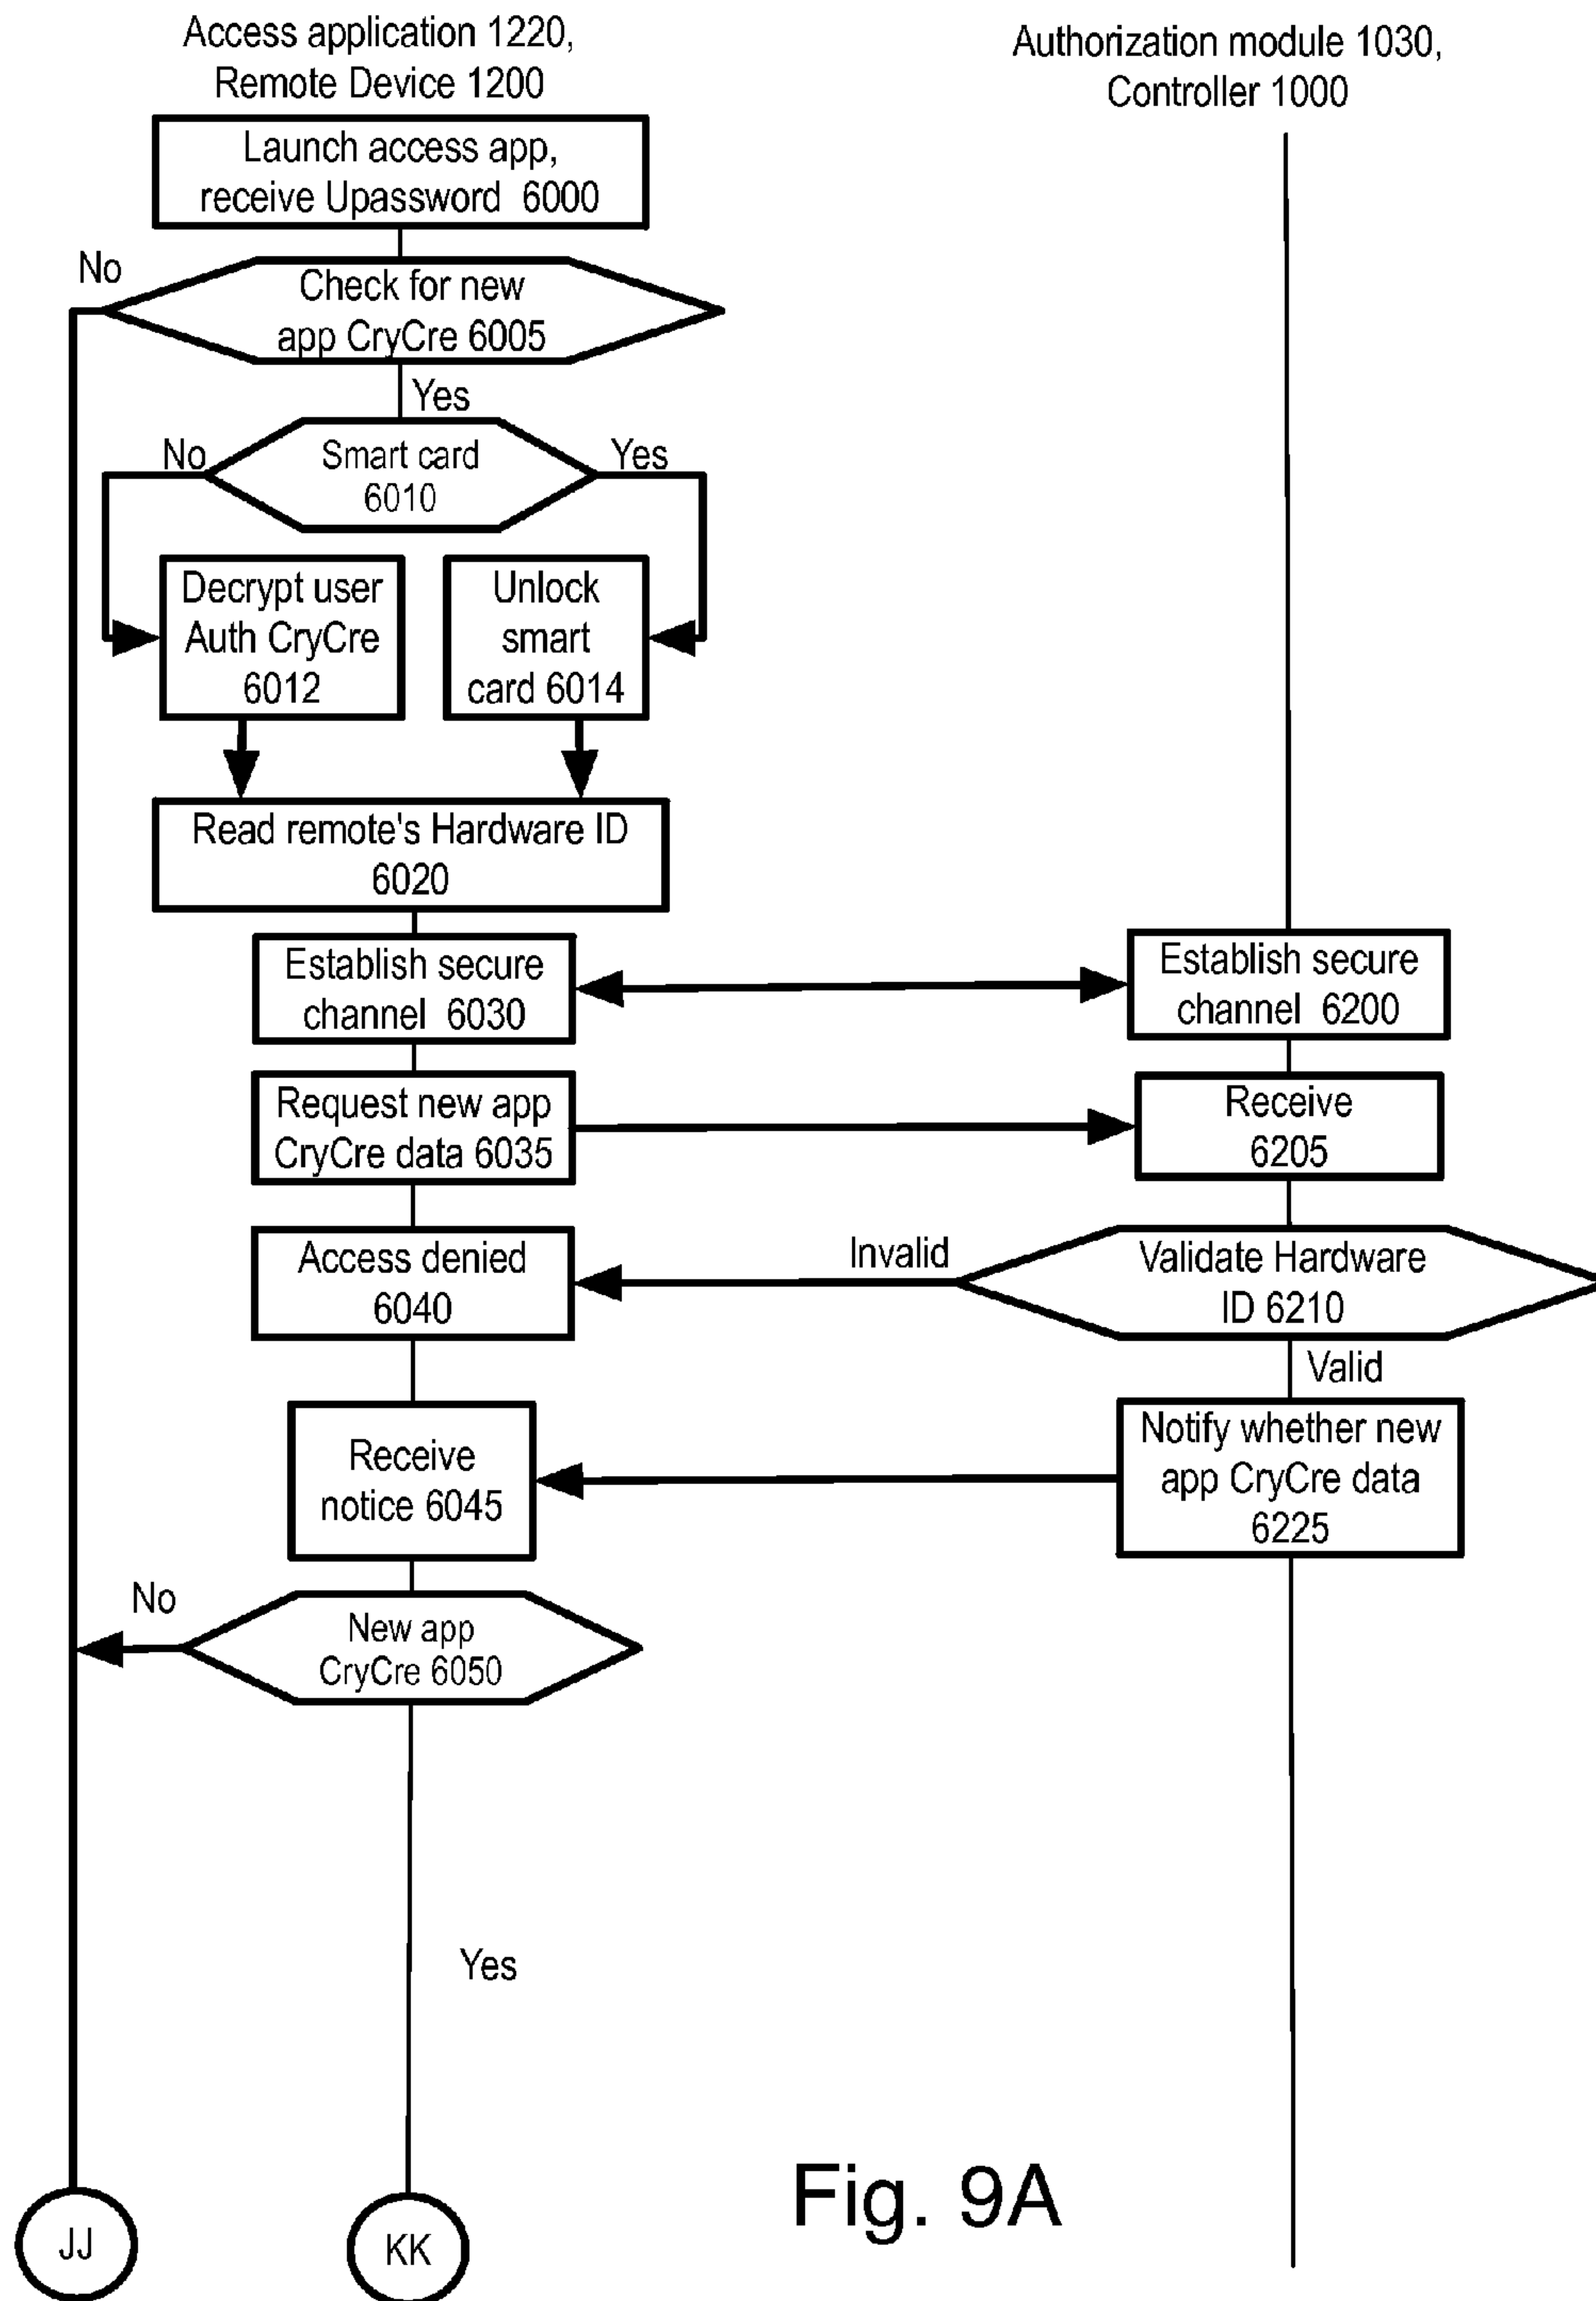 Access application 1220,
Remote Device 1200
Authorization module 1030,
Controller 1000
Launch access app,
receive Upassword 6000
No
Check for new
app CryCre 6005
Yes
No
Smart card
6010
Yes
Decrypt user
Auth CryCre
6012
Unlock
smart
card 6014
Read remote's Hardware ID
6020
Establish secure
channel 6030
Establish secure
channel 6200
Request new app
CryCre data 6035
Receive
6205
Access denied
6040
Invalid
Validate Hardware
ID 6210
Valid
Receive
notice 6045
Notify whether new
app CryCre data
6225
No
New app
CryCre 6050
Yes
JJ
KK
Fig. 9A